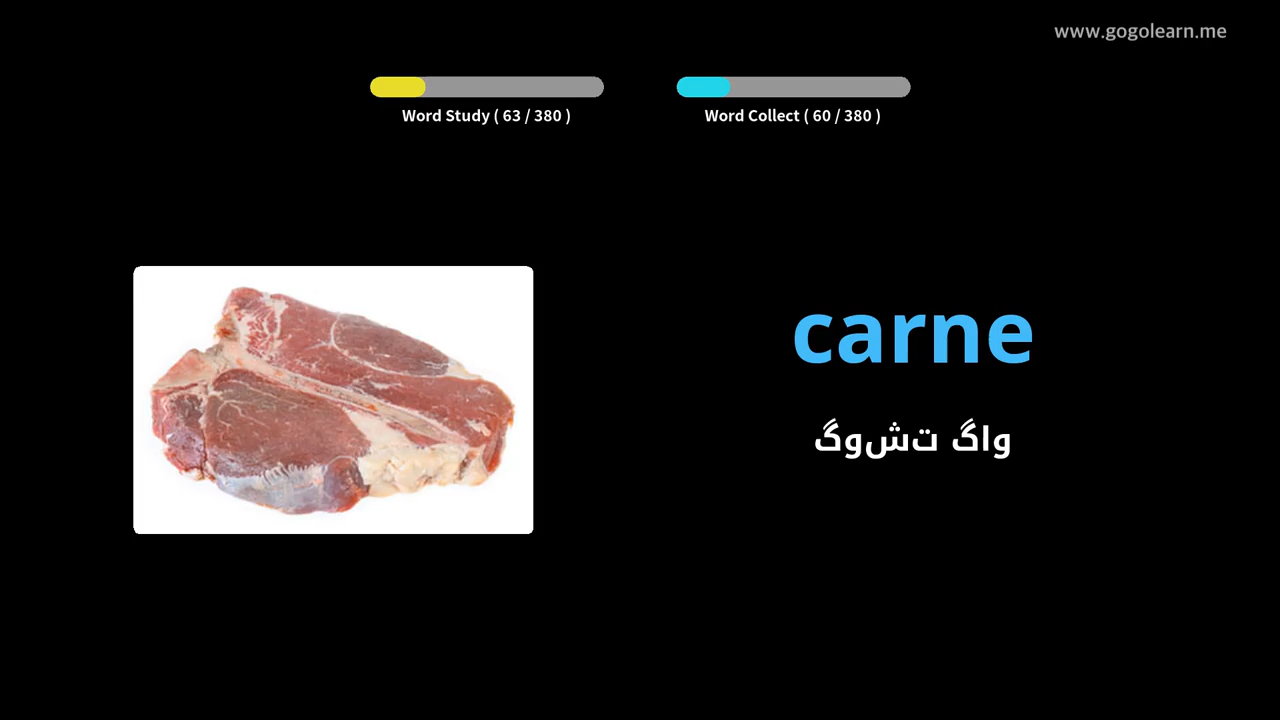 www.gogolearn.me
Word Study ( 63 / 380 )
Word Collect ( 60 / 380 )
carne
واگ تشوگ